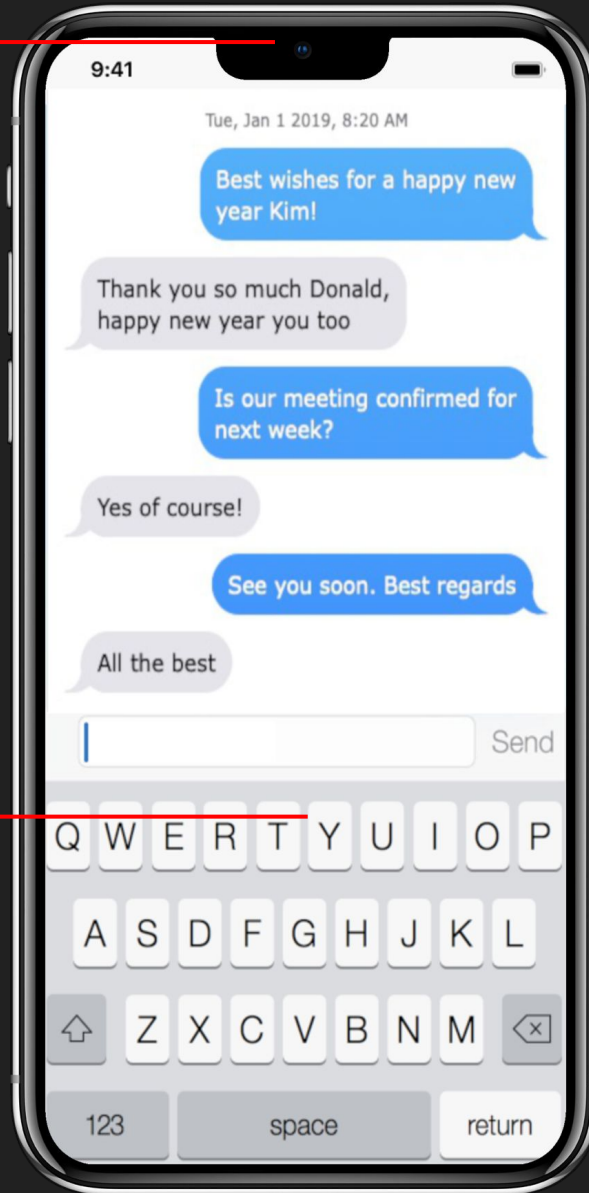 9:41
Tue, Jan 1 2019, 8:20 AM
Best wishes for a happy new
year Kim!
Thank you so much Donald,
happy new year you too
Is our meeting confirmed for
next week?
Yes of course!
See you soon. Best regards
All the best
Send
Q W E R T Y U I O P
A S D F G H J K L
Z X C V B N M
123 space return